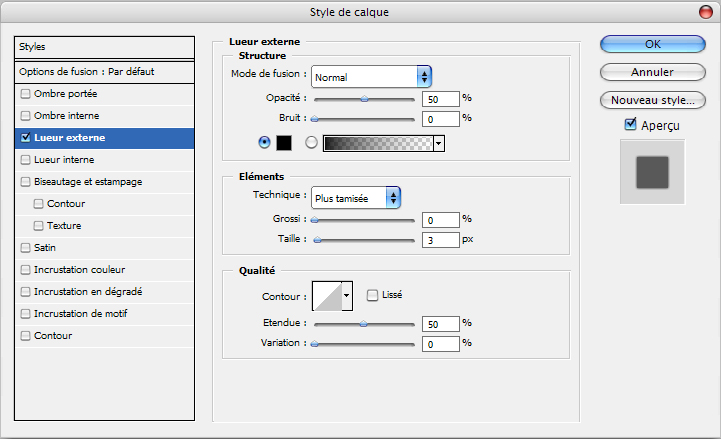 Style de calque
Styles
Options de fusion : Par défaut
Ombre portée
Ombre interne
Lueur externe
Lueur interne
Biseautage et estampage
Contour
Texture
Satin
Incrustation couleur
Incrustation en dégradé
Incrustation de motif
Contour
Lueur externe
Structure
Mode de fusion : Normal
Opacité : 50 %
Bruit : 0 %
Eléments
Technique : Plus tamisée
Grossi : 0 %
Taille : 3 px
Qualité
Contour : Lissé
Etendue : 50 %
Variation : 0 %
OK
Annuler
Nouveau style...
Aperçu